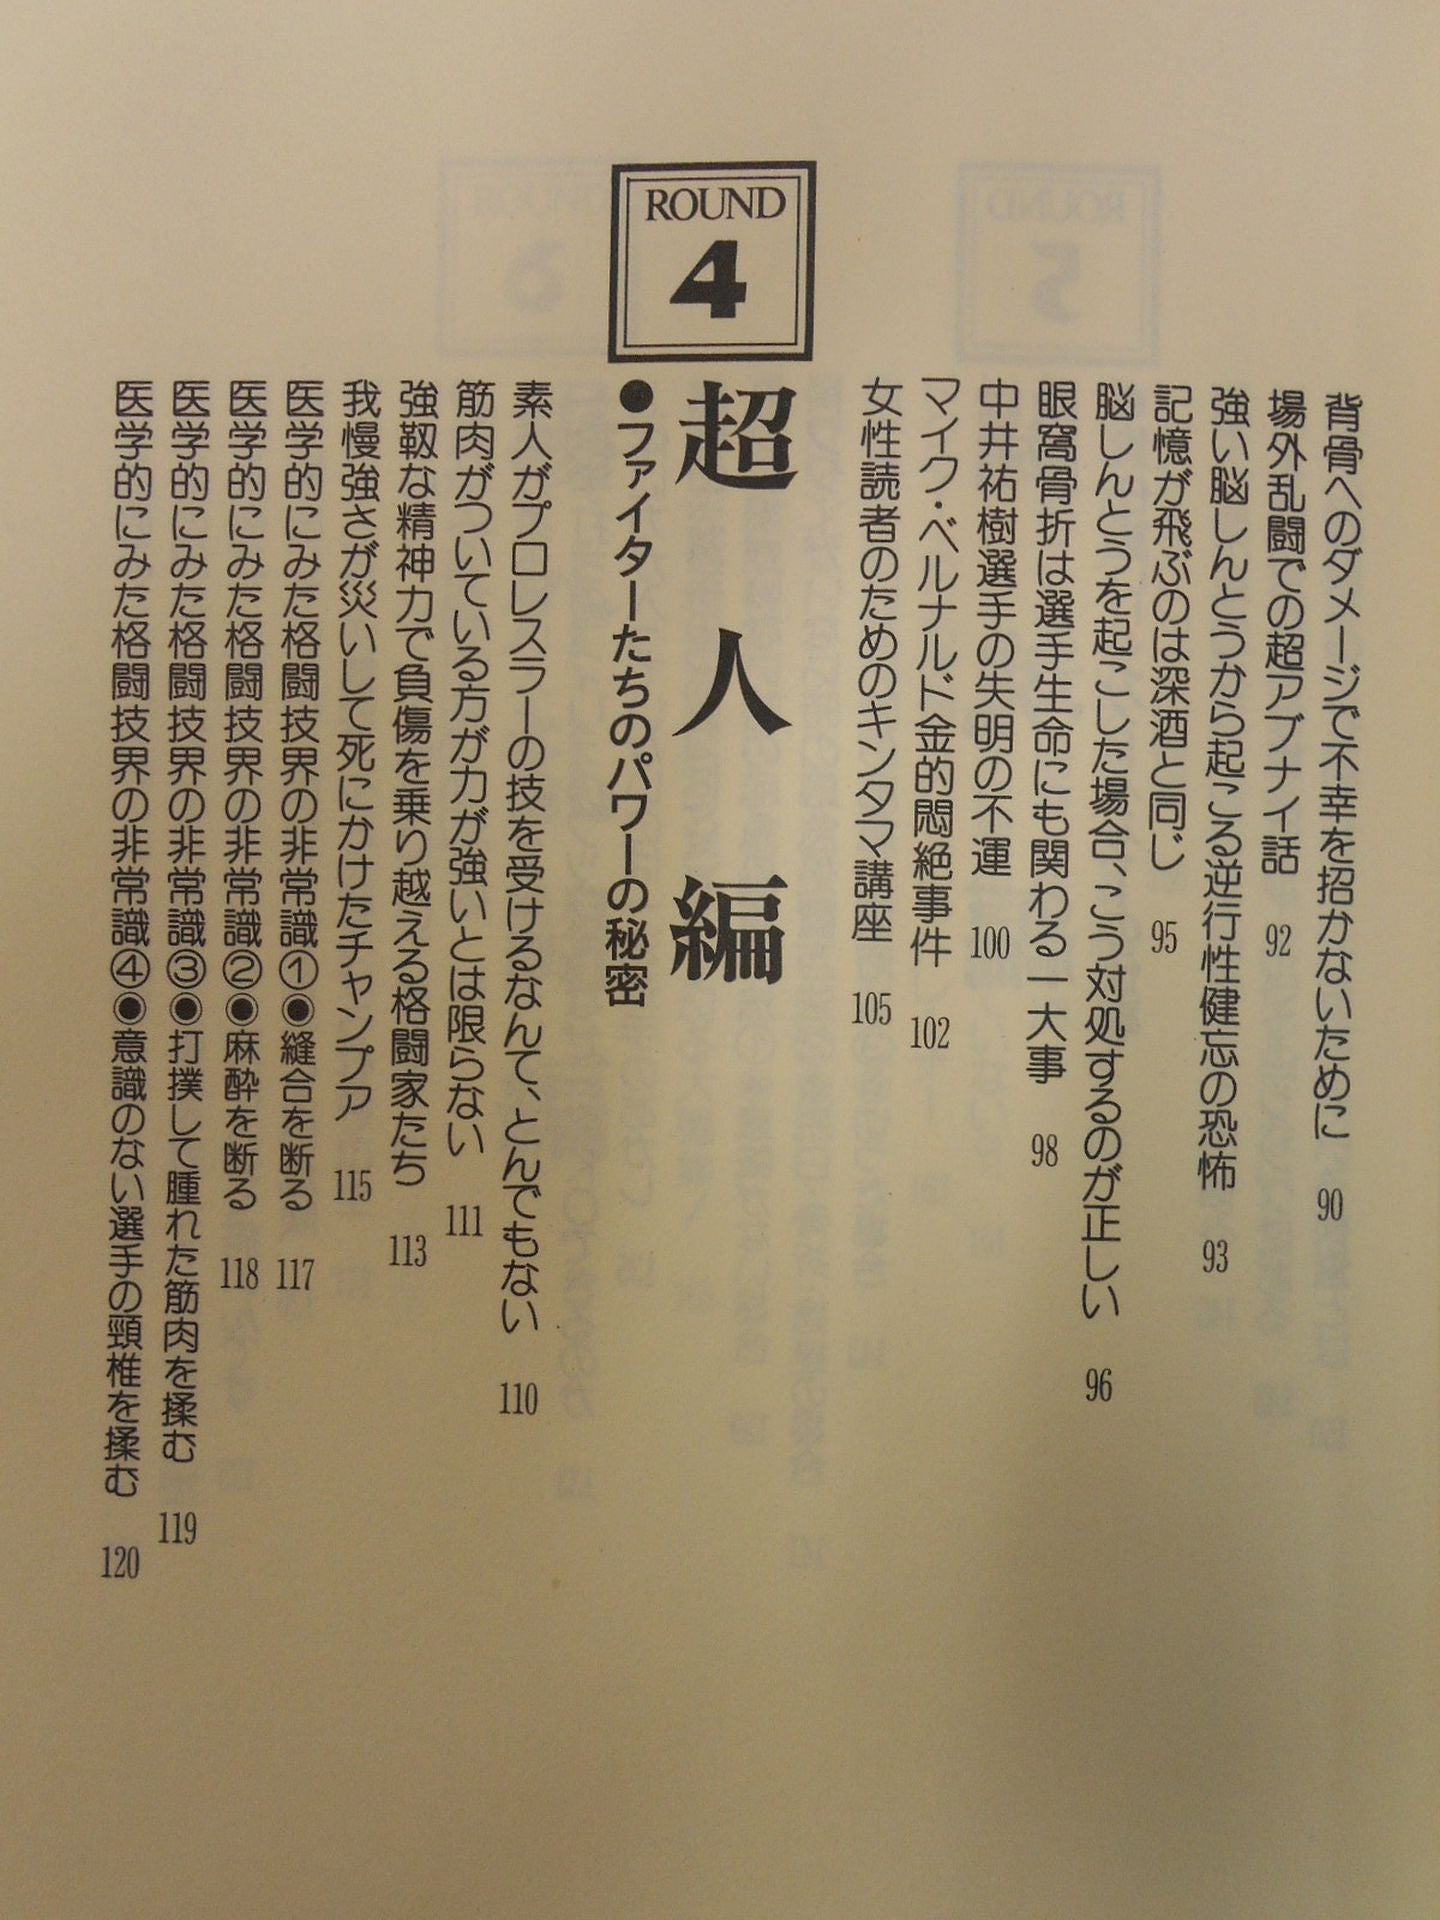 背骨へのダメージで不幸を招かないために 90
場外乱闘での超アブナイ話 92
強い脳しんとうから起こる逆行性健忘の恐怖 93
記憶が飛ぶのは深酒と同じ 95
脳しんとうを起こした場合、こう対処するのが正しい 96
眼窩骨折は選手生命にも関わる一大事 98
中井祐樹選手の失明の不運 100
マイク・ベルナルド金的悶絶事件 102
女性読者のためのキンタマ講座 105
ROUND
4
超人編
●ファイターたちのパワーの秘密
素人がプロレスラーの技を受けるなんて、とんでもない 110
筋肉がついている方が力が強いとは限らない 111
強靱な精神力で負傷を乗り越える格闘家たち 113
我慢強さが災いして死にかけたチャンプア 115
医学的にみた格闘技界の非常識①◉縫合を断る 117
医学的にみた格闘技界の非常識②◉麻酔を断る 118
医学的にみた格闘技界の非常識③◉打撲して腫れた筋肉を揉む 119
医学的にみた格闘技界の非常識④◉意識のない選手の頸椎を揉む 120